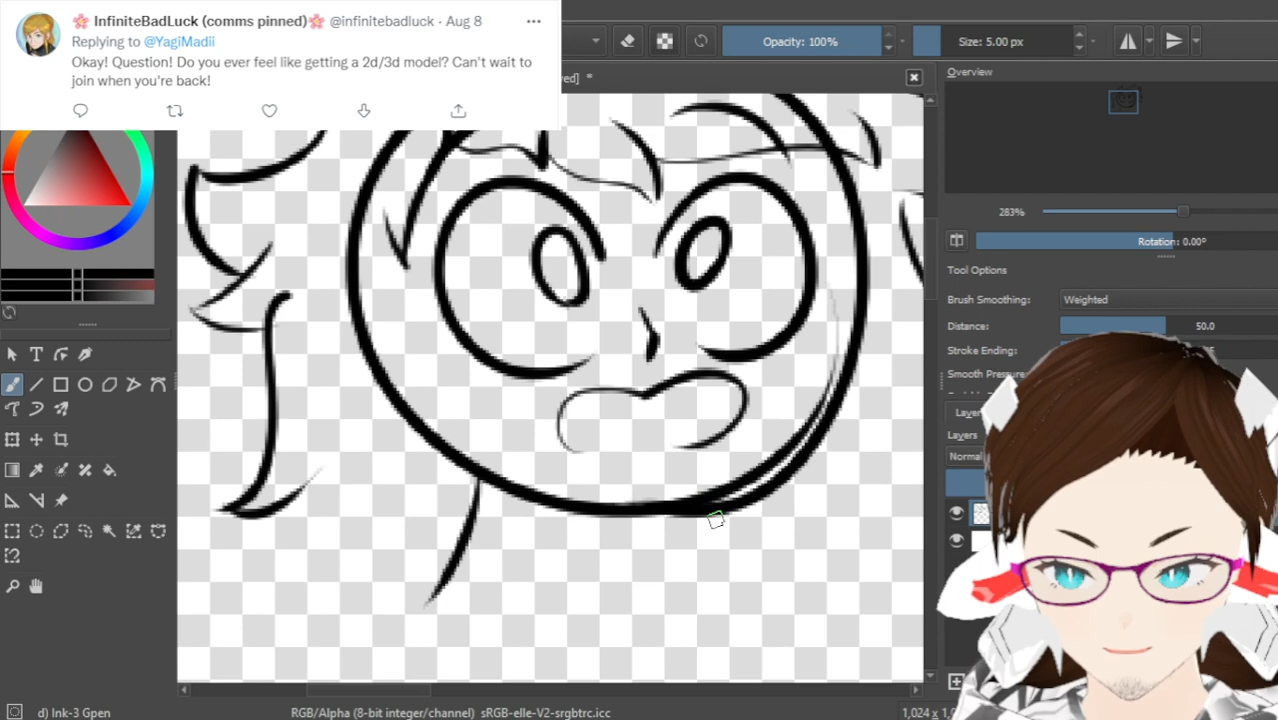 🌸 InfiniteBadLuck (comms pinned)🌸 @infinitebadluck · Aug 8
Replying to @YagiMadii
Okay! Question! Do you ever feel like getting a 2d/3d model? Can't wait to
join when you're back!
Opacity: 100%
Size: 5.00 px
*
Overview
283%
Rotation: 0.00°
Tool Options
Brush Smoothing:
Weighted
Distance:
50.0
Stroke Ending:
Smooth Pressure
Layers
Normal
d) Ink-3 Gpen
RGB/Alpha (8-bit integer/channel) sRGB-elle-V2-srgbtrc.icc